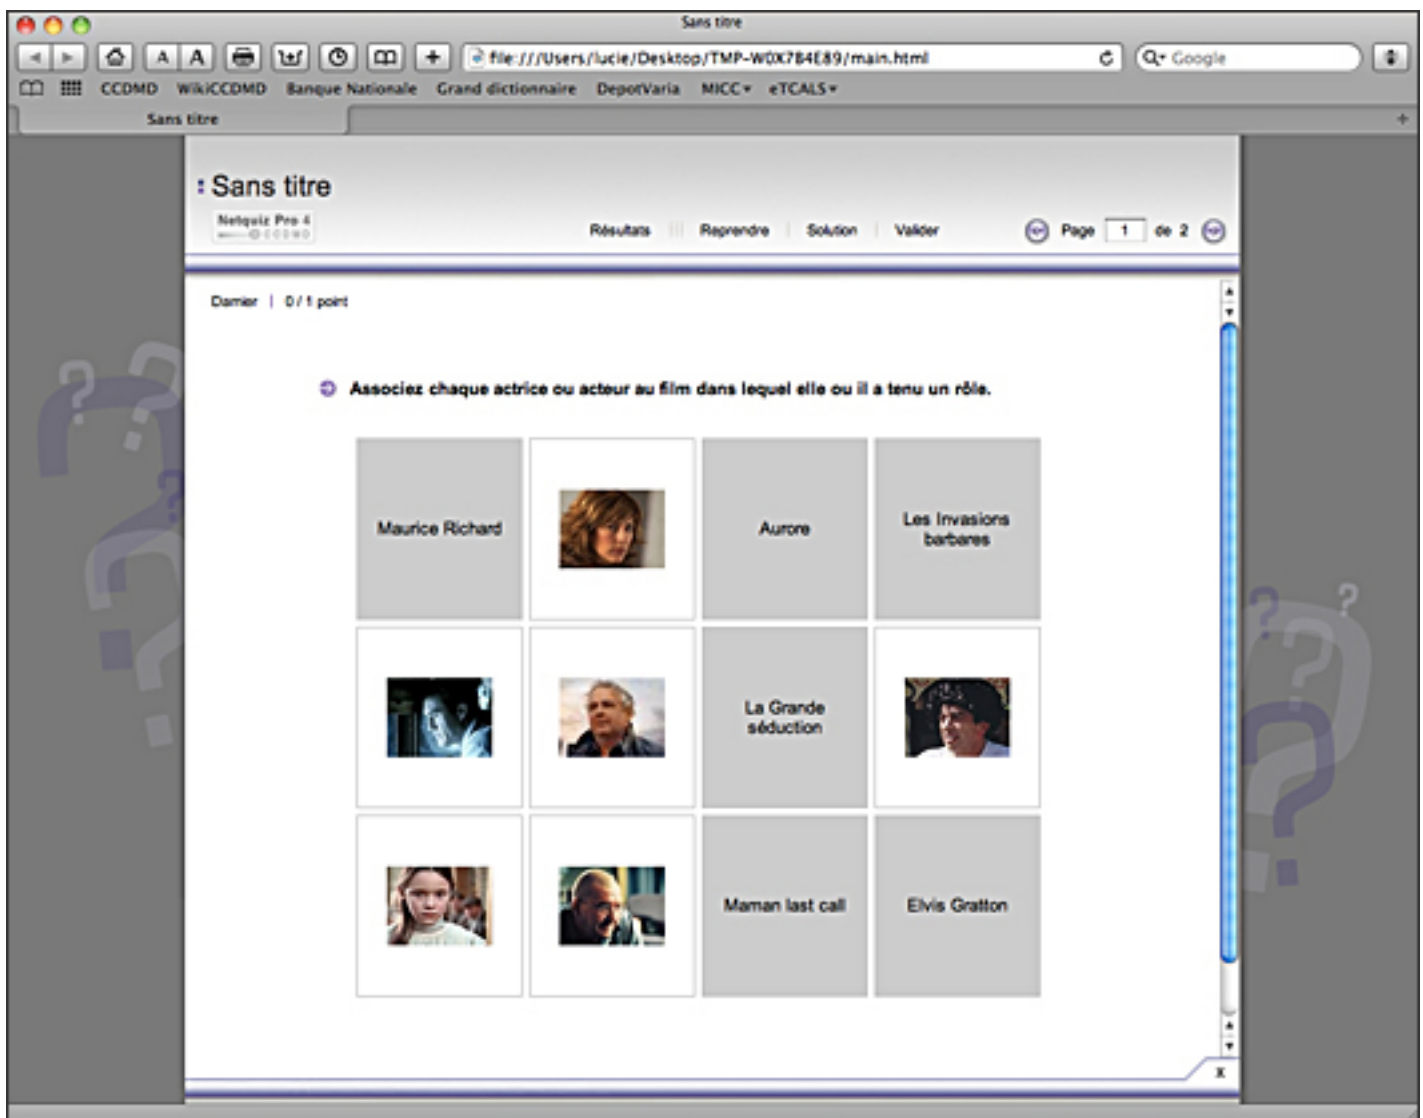 Sans titre
file:///Users/lucie/Desktop/TMP-W0X7B4E89/main.html
Google
CCDMD WikiCCDMD Banque Nationale Grand dictionnaire DepotVaria MICC eTCALS
Sans titre
Sans titre
Netquiz Pro 4
CCDMD
Résultats Reprendre Solution Valider Page 1 de 2
Damier | 0 / 1 point
Associez chaque actrice ou acteur au film dans lequel elle ou il a tenu un rôle.
Maurice Richard
Aurore
Les Invasions
barbares
La Grande
séduction
Maman last call
Elvis Gratton
X